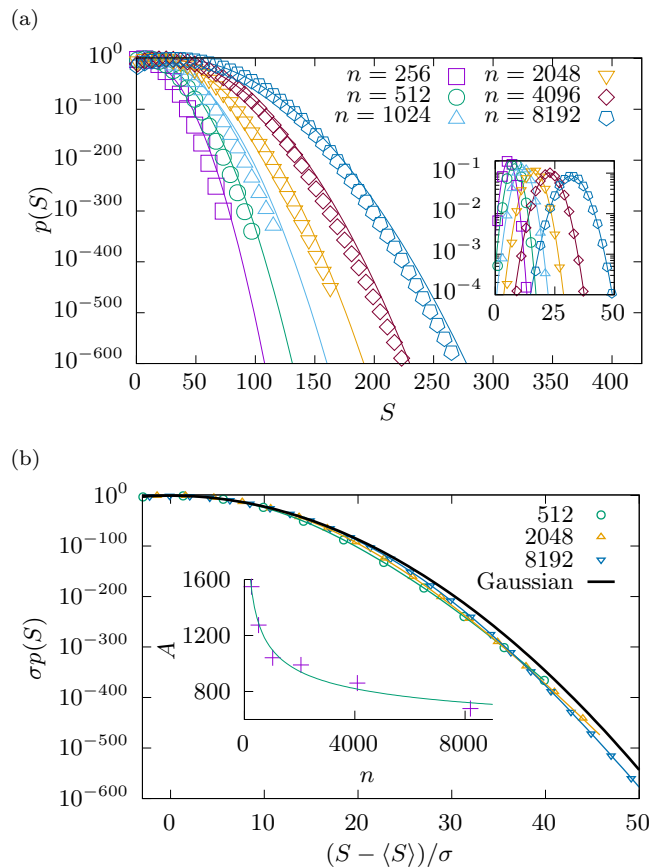 (a)
10^0
10^-100
10^-200
10^-300
10^-400
10^-500
10^-600
p(S)
n = 256
n = 512
n = 1024
n = 2048
n = 4096
n = 8192
10^-1
10^-2
10^-3
10^-4
0 25 50
0 50 100 150 200 250 300 350 400
S
(b)
10^0
10^-100
10^-200
10^-300
10^-400
10^-500
10^-600
σp(S)
512
2048
8192
Gaussian
1600
1200
800
A
0 4000 8000
n
0 10 20 30 40 50
(S − ⟨S⟩)/σ